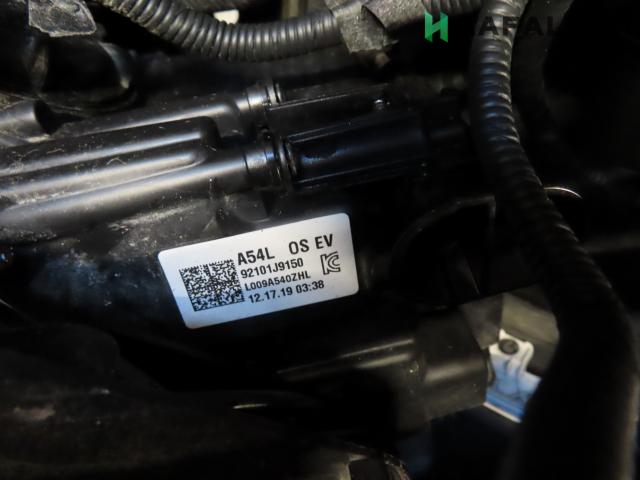 A54L OS EV
92101J9150
L009A540ZHL
12.17.19 03:38